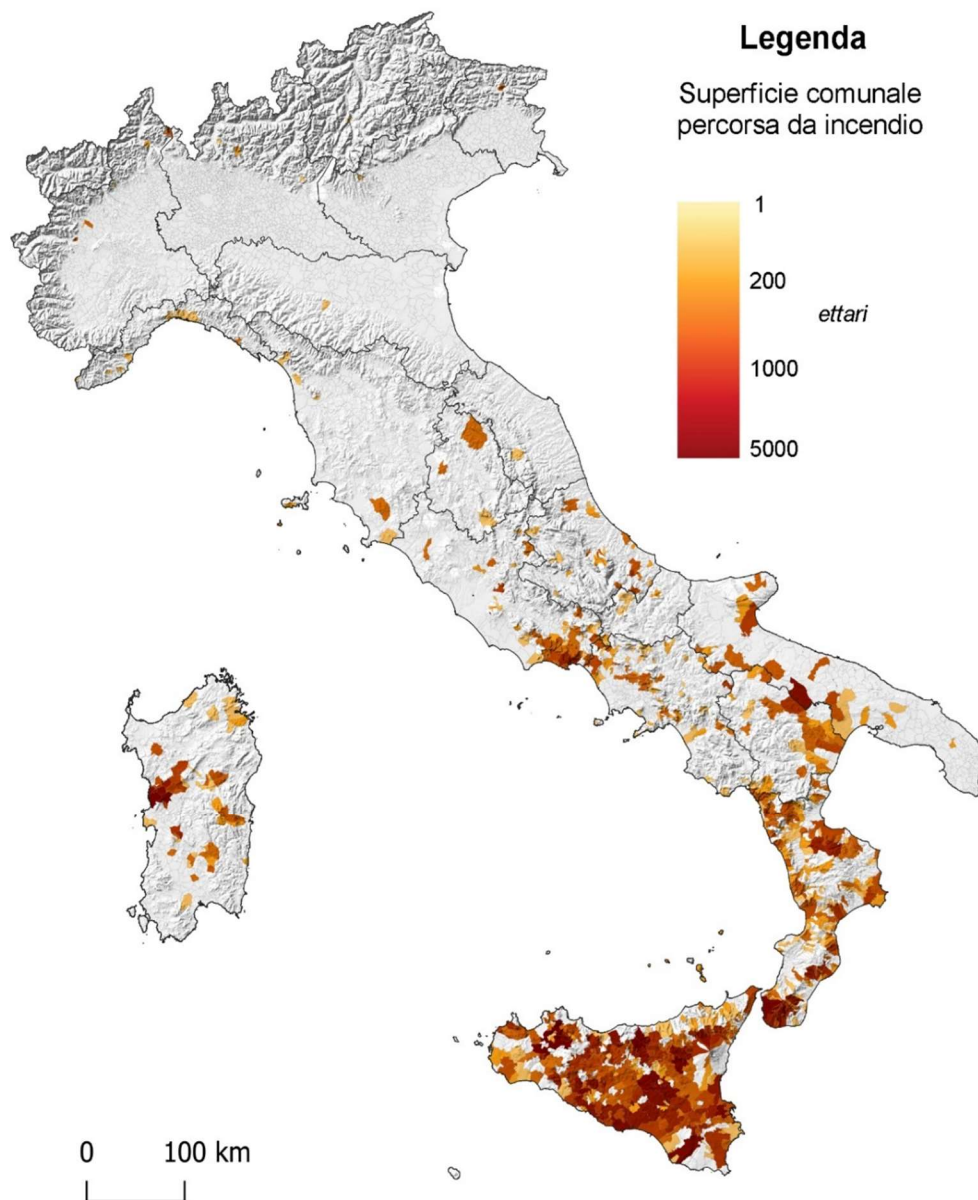 Legenda
Superficie comunale
percorsa da incendio
1
200
ettari
1000
5000
0 100 km